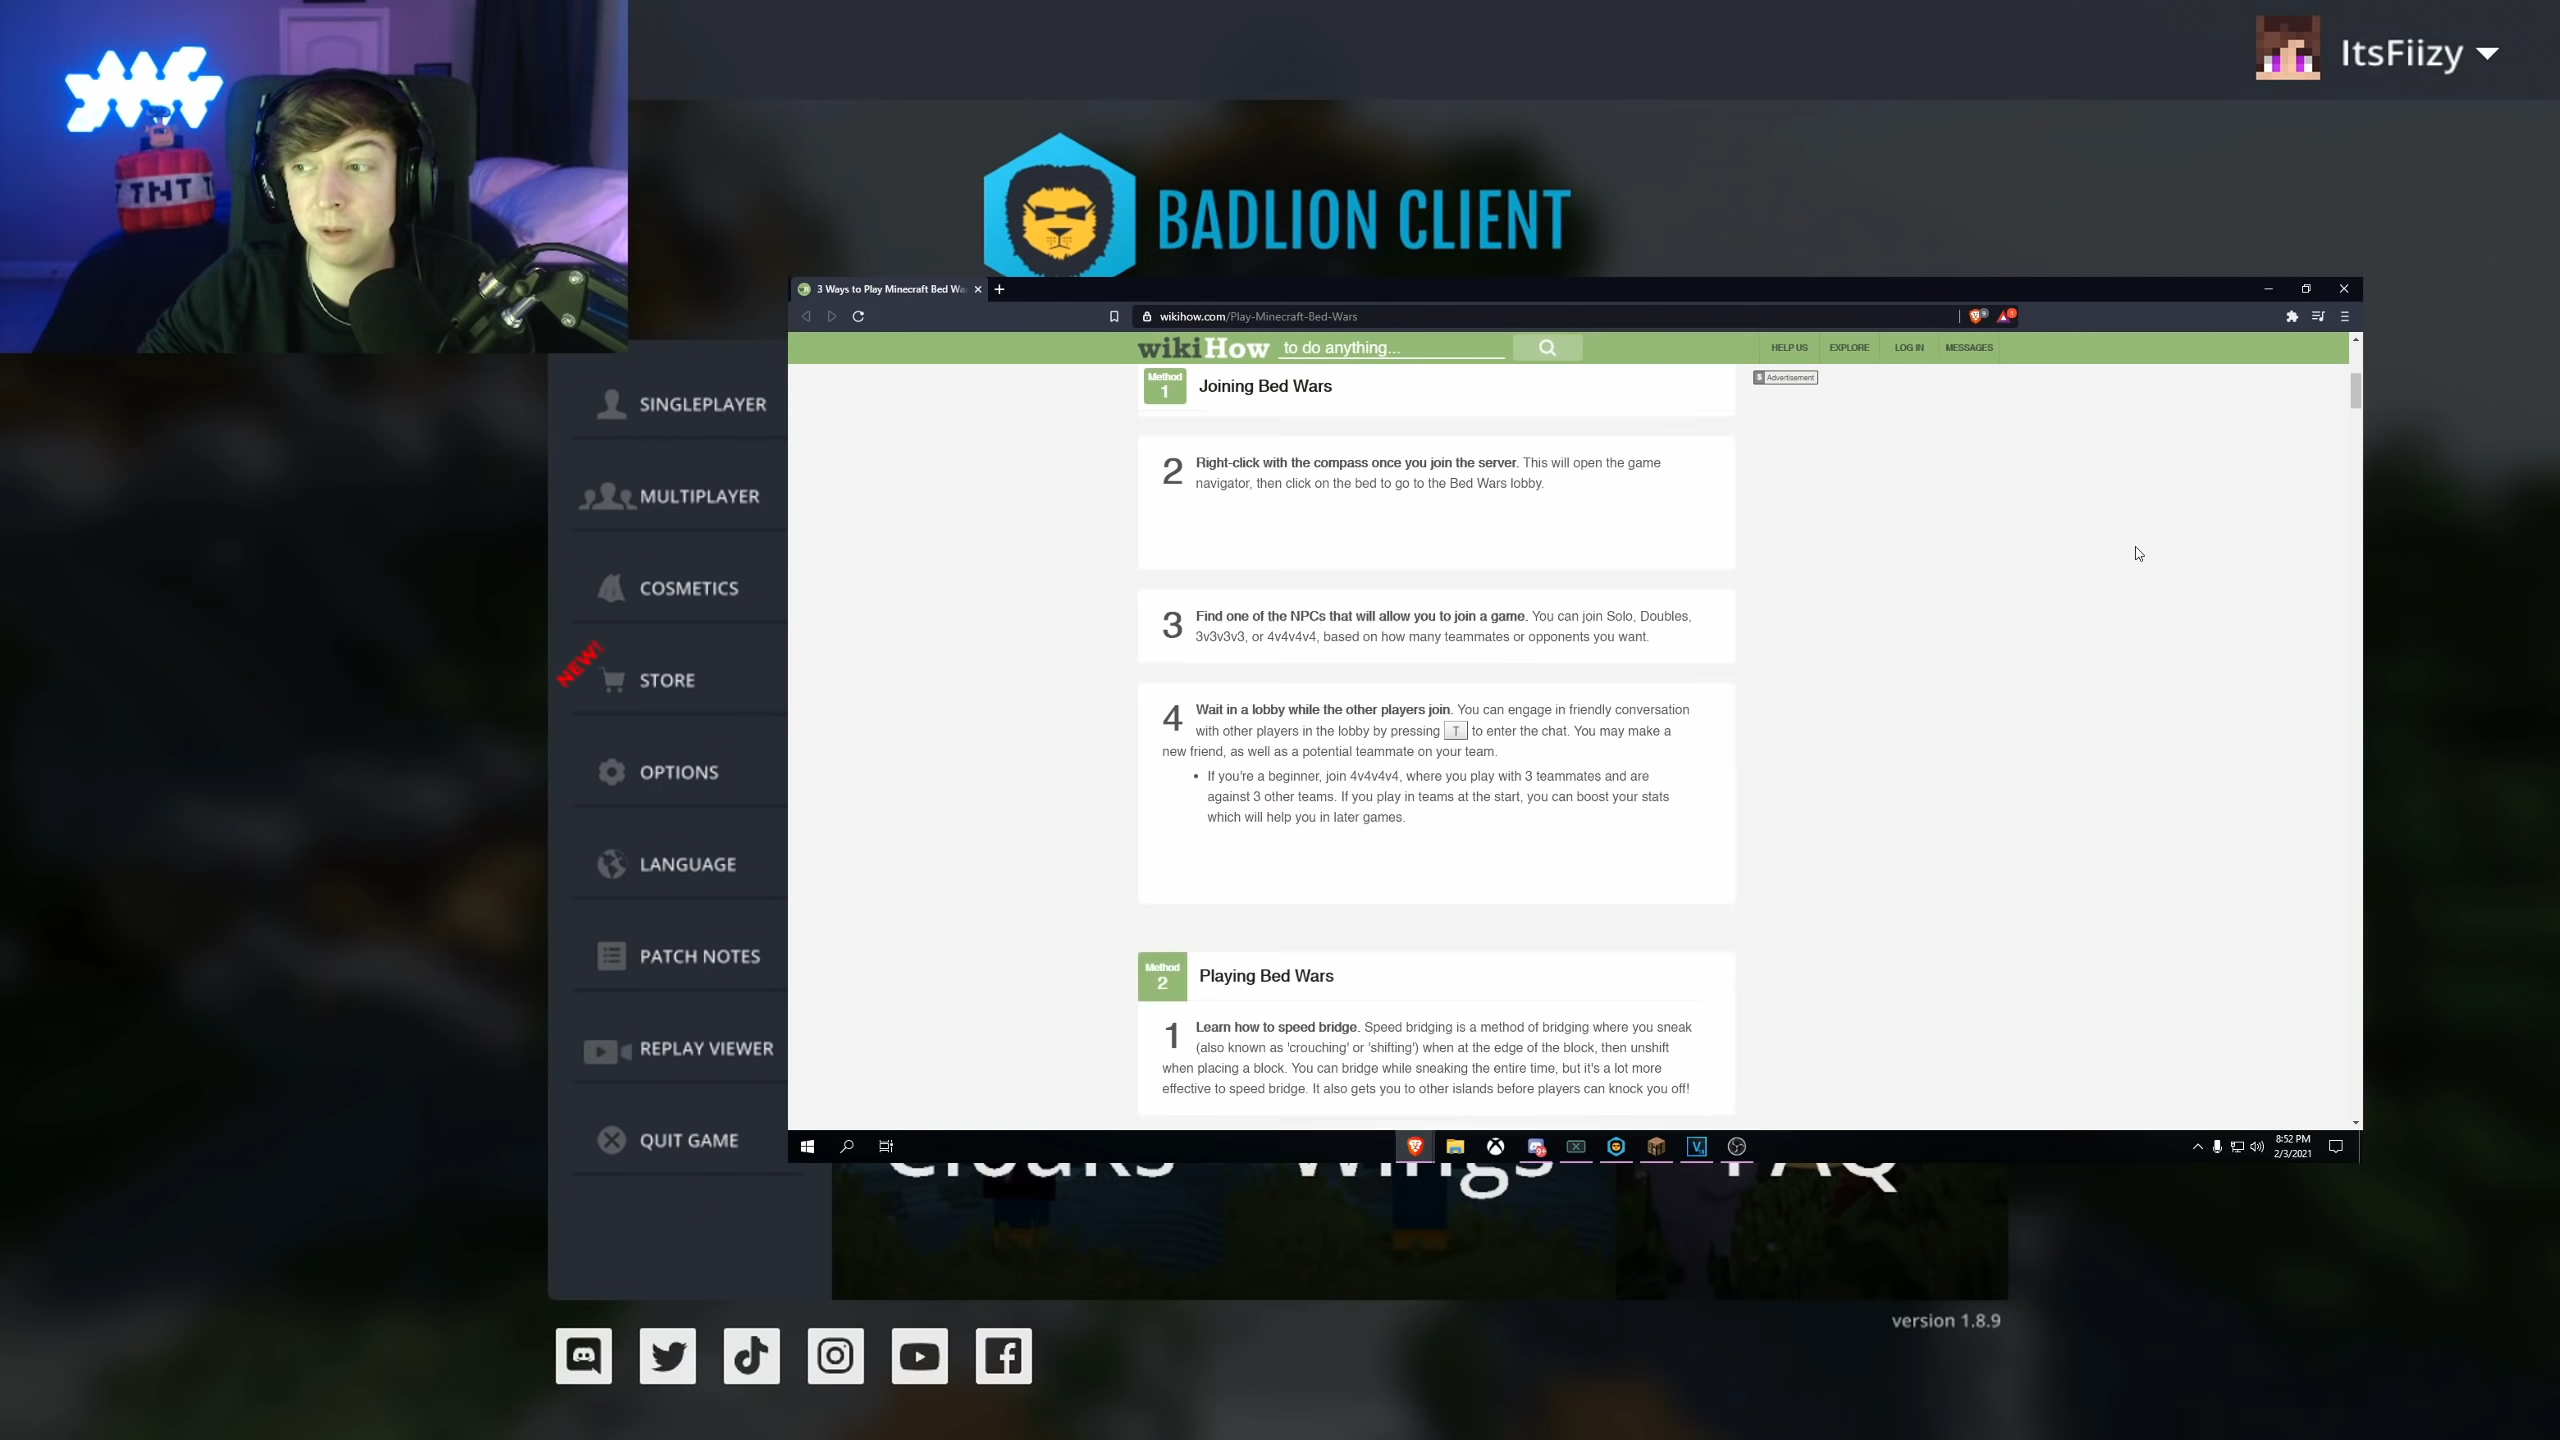 TNT
ItsFiizy
BADLION CLIENT
3 Ways to Play Minecraft Bed Wa
wikihow.com/Play-Minecraft-Bed-Wars
wikiHow to do anything...
HELP US
EXPLORE
LOG IN
MESSAGES
Method
1
Joining Bed Wars
Advertisement
2
Right-click with the compass once you join the server. This will open the game
navigator, then click on the bed to go to the Bed Wars lobby.
3
Find one of the NPCs that will allow you to join a game. You can join Solo, Doubles,
3v3v3v3, or 4v4v4v4, based on how many teammates or opponents you want.
4
Wait in a lobby while the other players join. You can engage in friendly conversation
with other players in the lobby by pressing T to enter the chat. You may make a
new friend, as well as a potential teammate on your team.
• If you're a beginner, join 4v4v4v4, where you play with 3 teammates and are
against 3 other teams. If you play in teams at the start, you can boost your stats
which will help you in later games.
Method
2
Playing Bed Wars
1
Learn how to speed bridge. Speed bridging is a method of bridging where you sneak
(also known as 'crouching' or 'shifting') when at the edge of the block, then unshift
when placing a block. You can bridge while sneaking the entire time, but it's a lot more
effective to speed bridge. It also gets you to other islands before players can knock you off!
SINGLEPLAYER
MULTIPLAYER
COSMETICS
NEW!
STORE
OPTIONS
LANGUAGE
PATCH NOTES
REPLAY VIEWER
QUIT GAME
8:52 PM
2/3/2021
Cloaks
Wings
FAQ
version 1.8.9